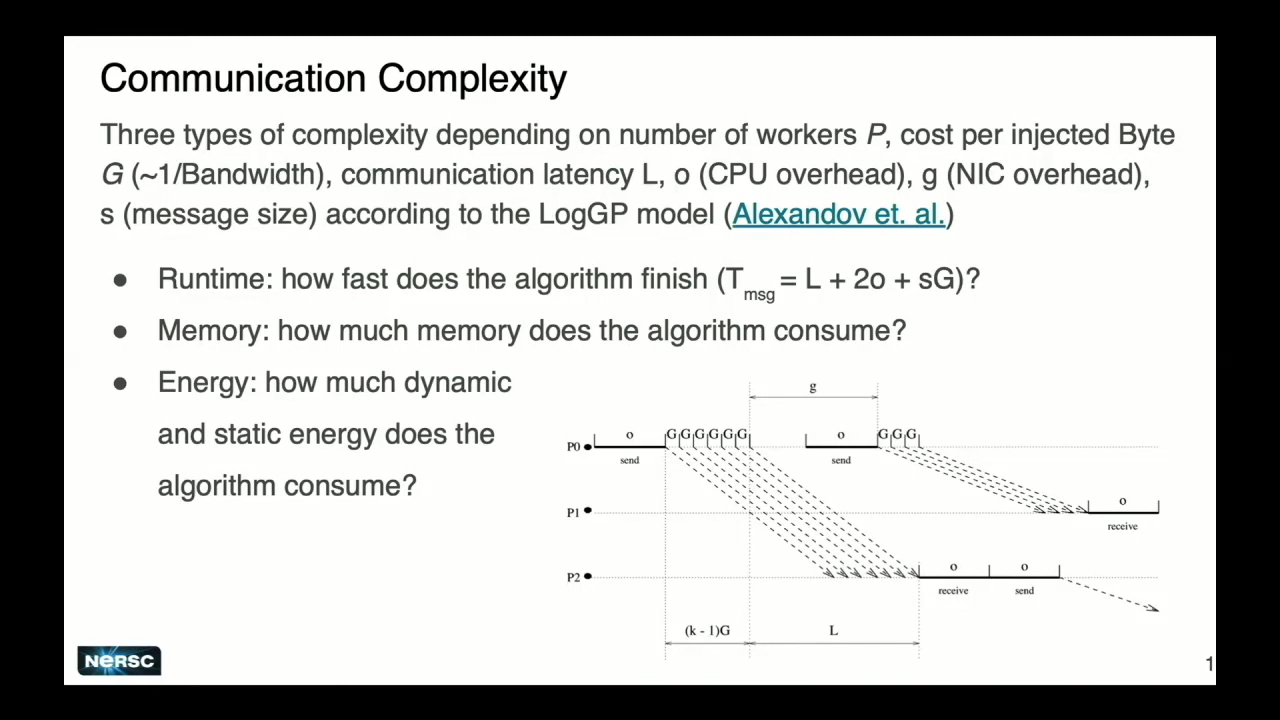 Communication Complexity
Three types of complexity depending on number of workers P, cost per injected Byte
G (~1/Bandwidth), communication latency L, o (CPU overhead), g (NIC overhead),
s (message size) according to the LogGP model (Alexandov et. al.)
● Runtime: how fast does the algorithm finish (Tmsg = L + 2o + sG)?
● Memory: how much memory does the algorithm consume?
● Energy: how much dynamic
and static energy does the
algorithm consume?
g
P0 o GGGGGG o GGG
send send
P1 o
receive
P2 o o
receive send
(k - 1)G L
NERSC
1